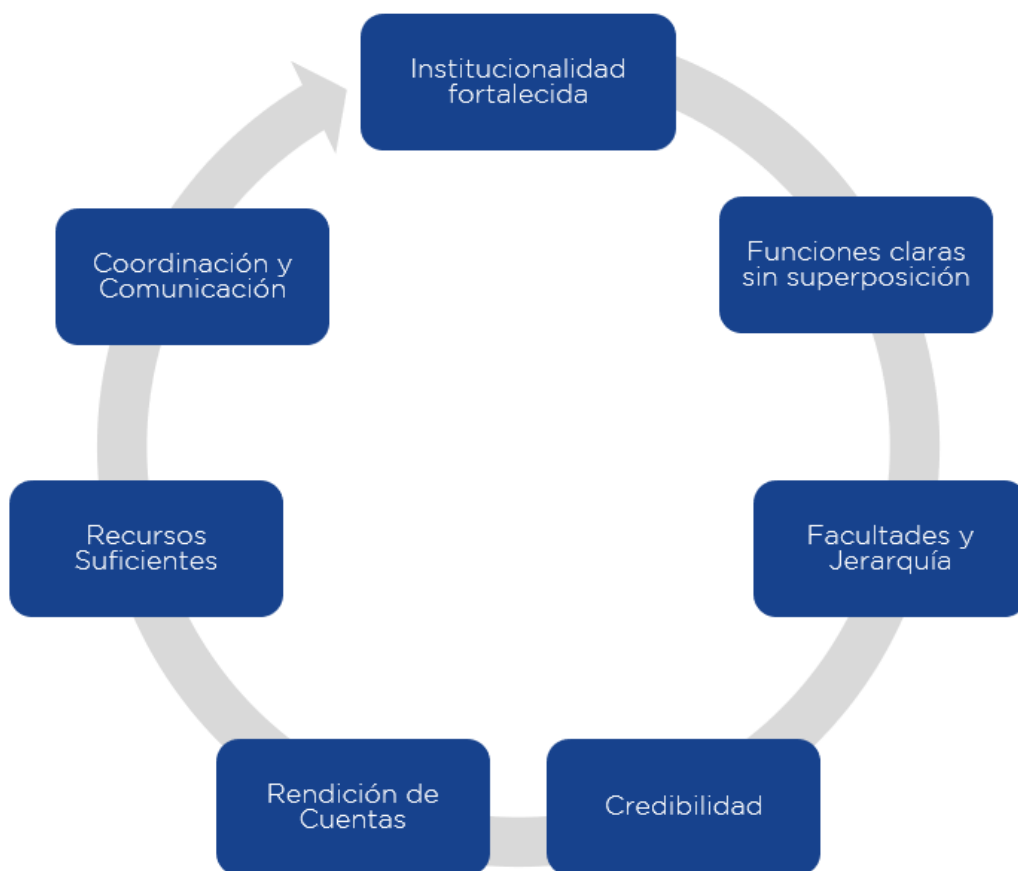 Institucionalidad
fortalecida
Funciones claras
sin superposición
Facultades y
Jerarquía
Credibilidad
Rendición de
Cuentas
Recursos
Suficientes
Coordinación y
Comunicación